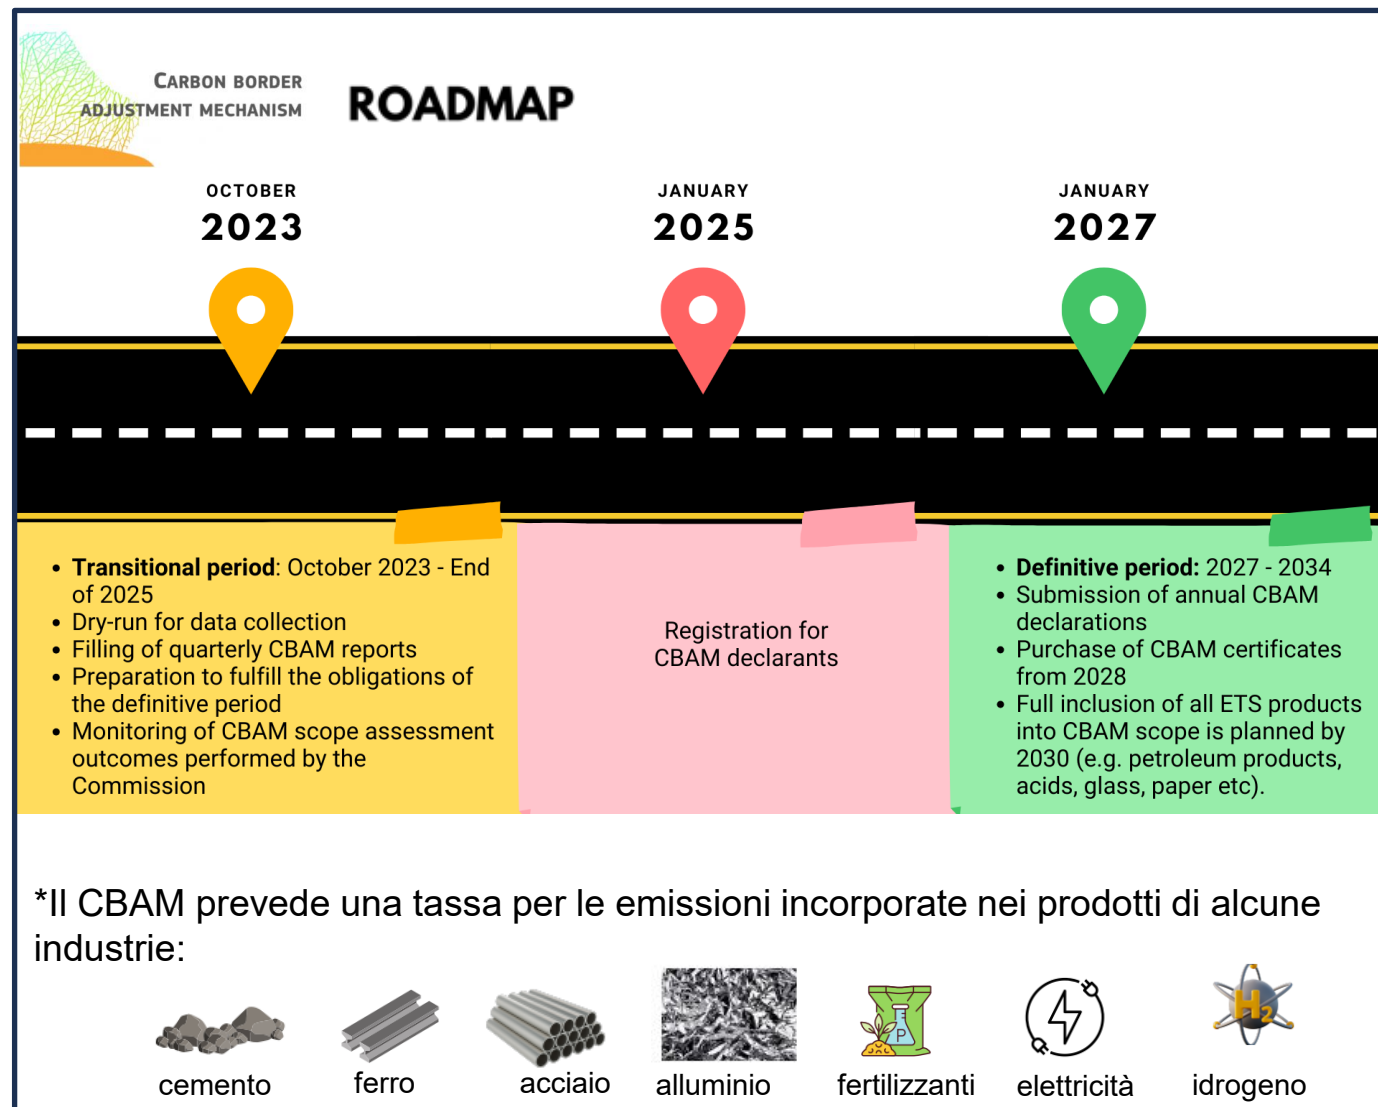 CARBON BORDER
ADJUSTMENT MECHANISM
ROADMAP
OCTOBER
2023
JANUARY
2025
JANUARY
2027
• Transitional period: October 2023 - End
of 2025
• Dry-run for data collection
• Filling of quarterly CBAM reports
• Preparation to fulfill the obligations of
the definitive period
• Monitoring of CBAM scope assessment
outcomes performed by the
Commission
Registration for
CBAM declarants
• Definitive period: 2027 - 2034
• Submission of annual CBAM
declarations
• Purchase of CBAM certificates
from 2028
• Full inclusion of all ETS products
into CBAM scope is planned by
2030 (e.g. petroleum products,
acids, glass, paper etc).
*Il CBAM prevede una tassa per le emissioni incorporate nei prodotti di alcune
industrie:
P
H2
cemento
ferro
acciaio
alluminio
fertilizzanti
elettricità
idrogeno